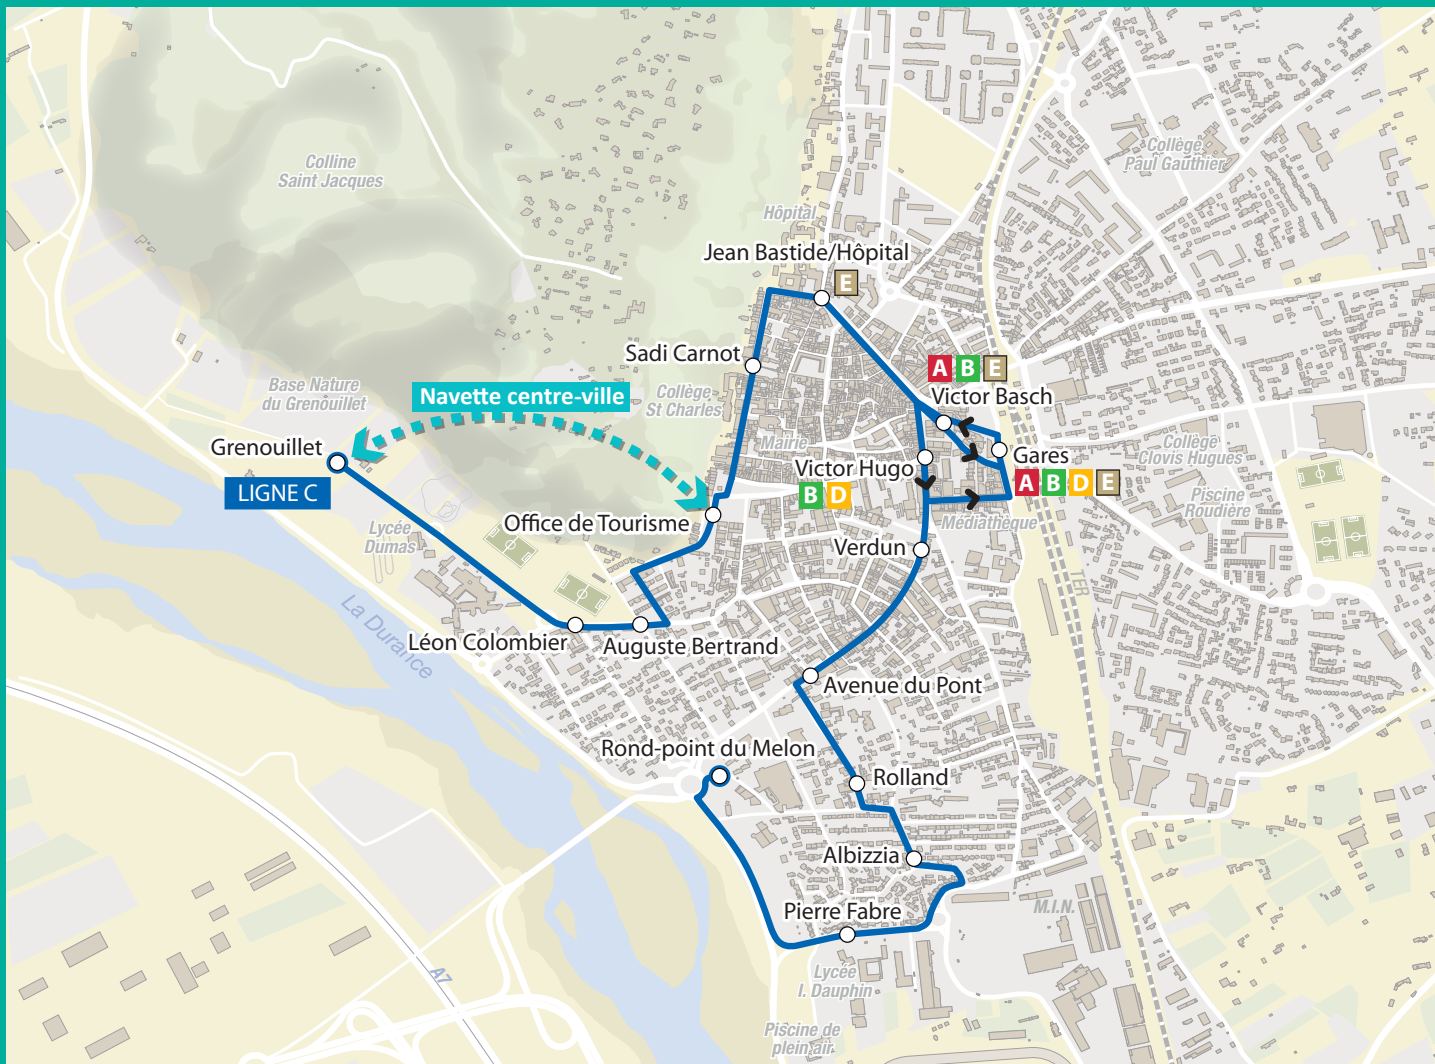 Colline
Saint Jacques
Collège
Paul Gauthier
Hôpital
Jean Bastide/Hôpital
E
Sadi Carnot
A B E
Victor Basch
Base Nature
du Grenouillet
Navette centre-ville
Collège
St Charles
Mairie
Grenouillet
LIGNE C
Victor Hugo
B D
Gares
A B D E
Collège
Clovis Hugues
Piscine
Roudière
Médiathèque
Office de Tourisme
Lycée
Dumas
Verdun
TER
La Durance
Léon Colombier
Auguste Bertrand
Avenue du Pont
Rond-point du Melon
Rolland
Albizzia
Pierre Fabre
M.I.N.
A7
Lycée
I. Dauphin
Piscine de
plein air